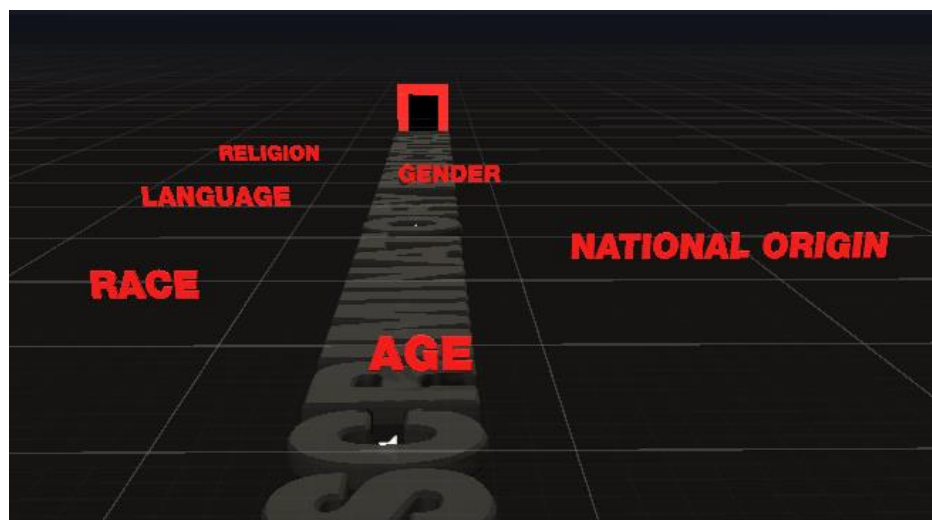 RELIGION
GENDER
LANGUAGE
NATIONAL ORIGIN
RACE
AGE